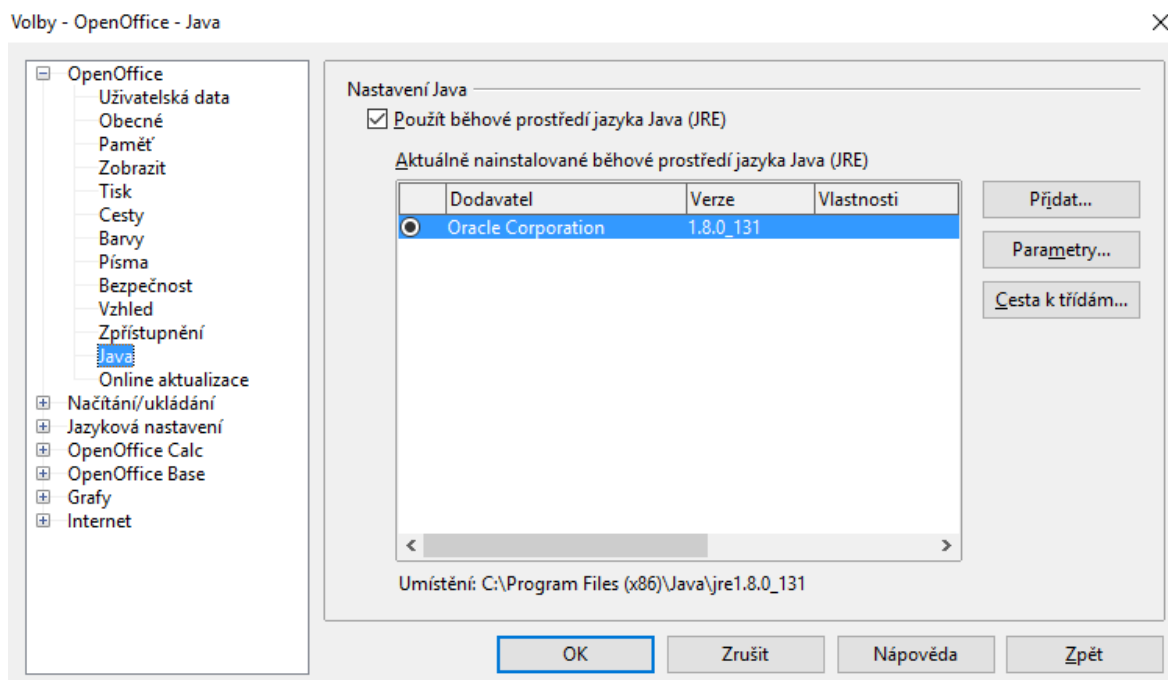 Volby - OpenOffice - Java
OpenOffice
Uživatelská data
Obecné
Paměť
Zobrazit
Tisk
Cesty
Barvy
Písma
Bezpečnost
Vzhled
Zpřístupnění
Java
Online aktualizace
Načítání/ukládání
Jazyková nastavení
OpenOffice Calc
OpenOffice Base
Grafy
Internet
Nastavení Java
Použít běhové prostředí jazyka Java (JRE)
Aktuálně nainstalované běhové prostředí jazyka Java (JRE)
Dodavatel Verze Vlastnosti
Oracle Corporation 1.8.0_131
Přidat...
Parametry...
Cesta k třídám...
Umístění: C:\Program Files (x86)\Java\jre1.8.0_131
OK Zrušit Nápověda Zpět